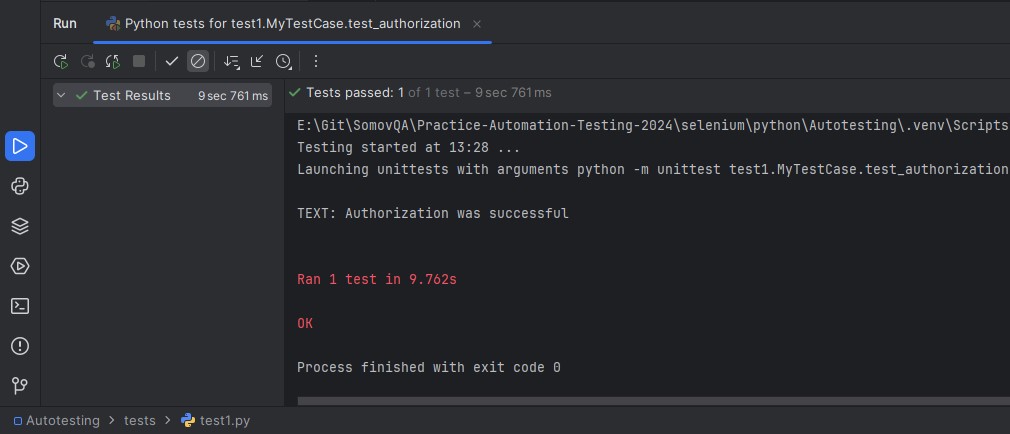 Run Python tests for test1.MyTestCase.test_authorization
Test Results 9 sec 761 ms
Tests passed: 1 of 1 test – 9 sec 761 ms
E:\Git\SomovQA\Practice-Automation-Testing-2024\selenium\python\Autotesting\.venv\Scripts
Testing started at 13:28 ...
Launching unittests with arguments python -m unittest test1.MyTestCase.test_authorization
TEXT: Authorization was successful
Ran 1 test in 9.762s
OK
Process finished with exit code 0
Autotesting > tests > test1.py